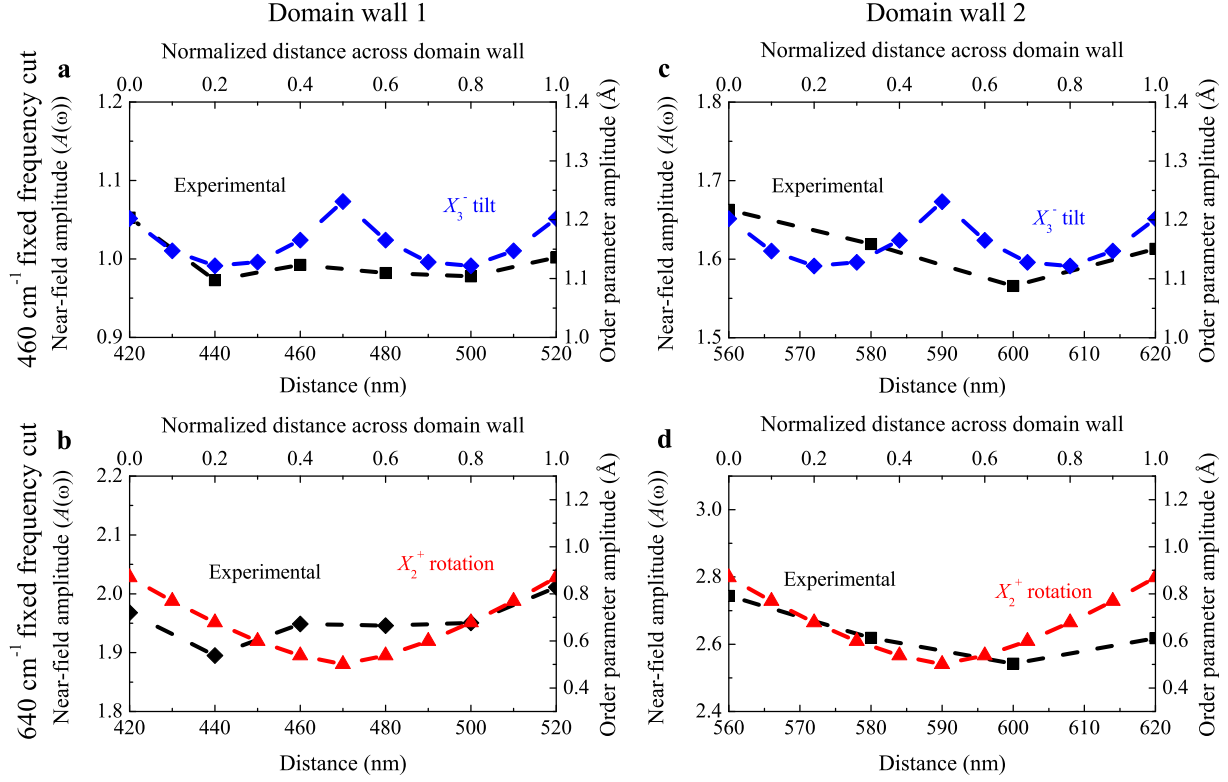 Domain wall 1
Domain wall 2
460 cm⁻¹ fixed frequency cut
640 cm⁻¹ fixed frequency cut
a
Normalized distance across domain wall
0.0 0.2 0.4 0.6 0.8 1.0
Near-field amplitude (A(ω))
1.2
1.1
1.0
0.9
Experimental
X₃⁻ tilt
1.4
1.3
1.2
1.1
1.0
Order parameter amplitude (Å)
420 440 460 480 500 520
Distance (nm)
c
Normalized distance across domain wall
0.0 0.2 0.4 0.6 0.8 1.0
Near-field amplitude (A(ω))
1.8
1.7
1.6
1.5
Experimental
X₃⁻ tilt
1.4
1.3
1.2
1.1
1.0
Order parameter amplitude (Å)
560 570 580 590 600 610 620
Distance (nm)
b
Normalized distance across domain wall
0.0 0.2 0.4 0.6 0.8 1.0
Near-field amplitude (A(ω))
2.2
2.1
2.0
1.9
1.8
Experimental
X₂⁺ rotation
1.2
1.0
0.8
0.6
0.4
Order parameter amplitude (Å)
420 440 460 480 500 520
Distance (nm)
d
Normalized distance across domain wall
0.0 0.2 0.4 0.6 0.8 1.0
Near-field amplitude (A(ω))
3.0
2.8
2.6
2.4
Experimental
X₂⁺ rotation
1.2
1.0
0.8
0.6
0.4
Order parameter amplitude (Å)
560 570 580 590 600 610 620
Distance (nm)